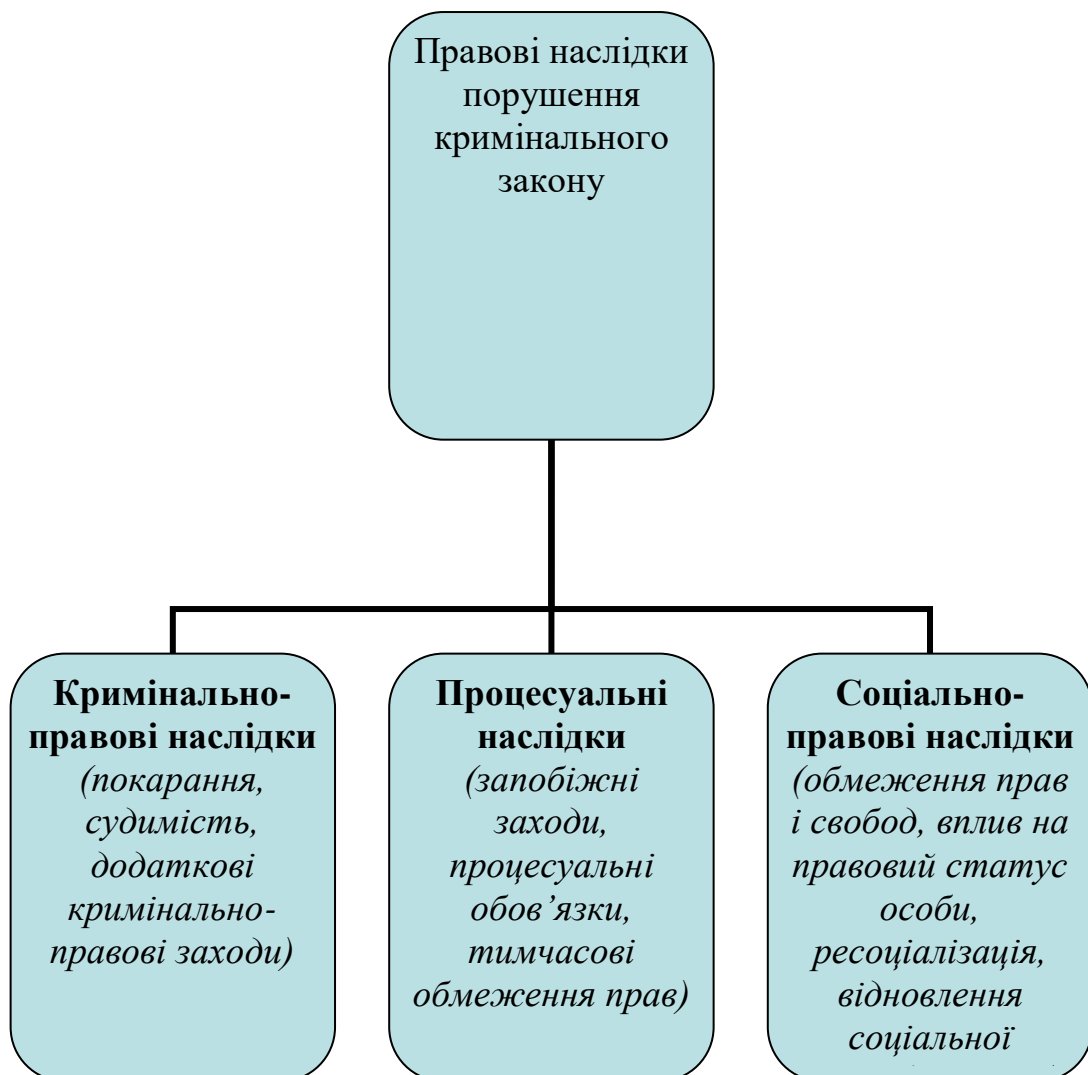 Правові наслідки
порушення
кримінального
закону
Кримінально-
правові наслідки
(покарання,
судимість,
додаткові
кримінально-
правові заходи)
Процесуальні
наслідки
(запобіжні
заходи,
процесуальні
обов’язки,
тимчасові
обмеження прав)
Соціально-
правові наслідки
(обмеження прав
і свобод, вплив на
правовий статус
особи,
ресоціалізація,
відновлення
соціальної